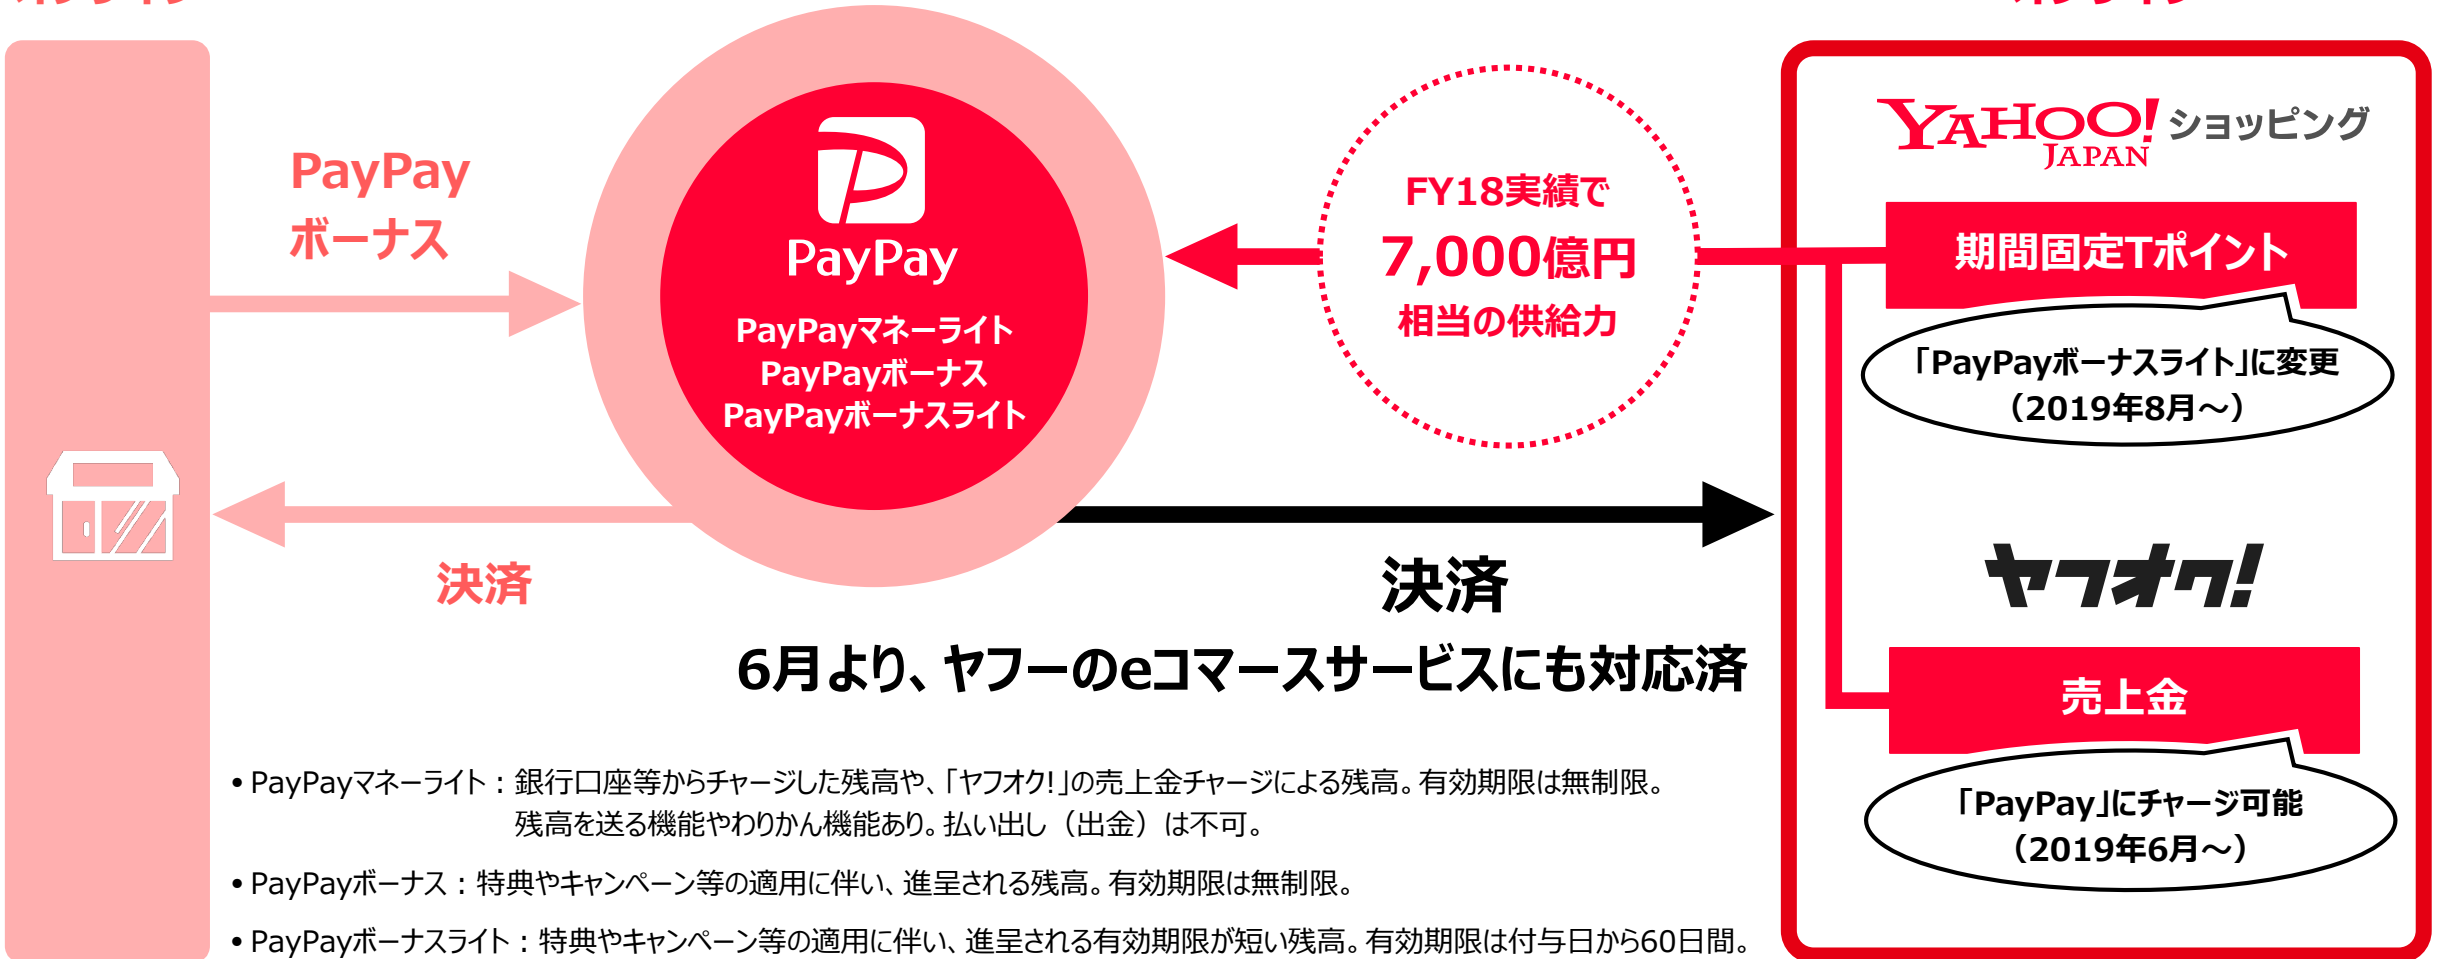 PayPay
ボーナス
PayPay
PayPayマネーライト
PayPayボーナス
PayPayボーナスライト
FY18実績で
7,000億円
相当の供給力
YAHOO! ショッピング
JAPAN
期間固定Tポイント
「PayPayボーナスライト」に変更
（2019年8月～）
決済
決済
6月より、ヤフーのeコマースサービスにも対応済
ヤフオク!
売上金
「PayPay」にチャージ可能
（2019年6月～）
• PayPayマネーライト：銀行口座等からチャージした残高や、「ヤフオク!」の売上金チャージによる残高。有効期限は無制限。
残高を送る機能やわりかん機能あり。払い出し（出金）は不可。
• PayPayボーナス：特典やキャンペーン等の適用に伴い、進呈される残高。有効期限は無制限。
• PayPayボーナスライト：特典やキャンペーン等の適用に伴い、進呈される有効期限が短い残高。有効期限は付与日から60日間。